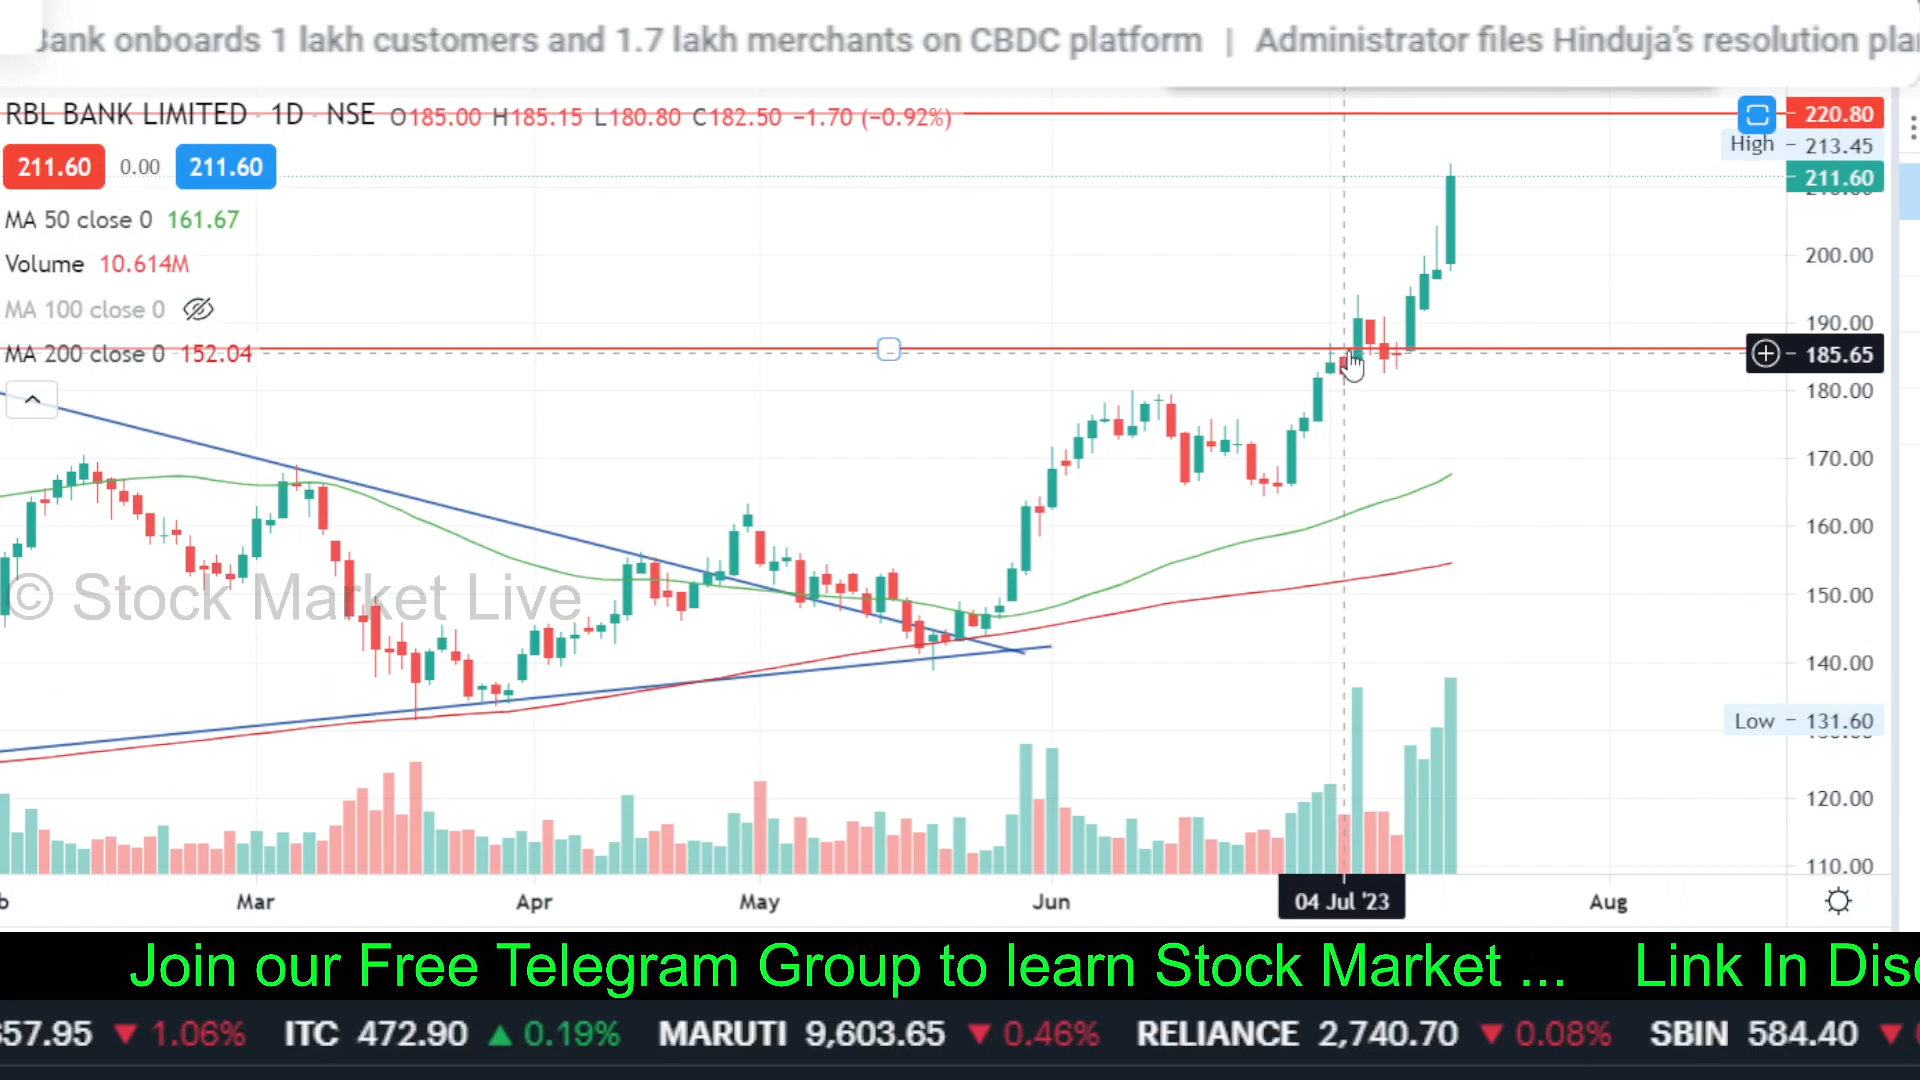 Bank onboards 1 lakh customers and 1.7 lakh merchants on CBDC platform | Administrator files Hinduja's resolution plan
RBL BANK LIMITED · 1D · NSE O185.00 H185.15 L180.80 C182.50 −1.70 (−0.92%)
220.80
High 213.45
211.60 0.00 211.60
211.60
MA 50 close 0 161.67
200.00
Volume 10.614M
MA 100 close 0
190.00
MA 200 close 0 152.04
185.65
180.00
170.00
160.00
150.00
© Stock Market Live
140.00
Low 131.60
120.00
110.00
Mar Apr May Jun 04 Jul '23 Aug
Join our Free Telegram Group to learn Stock Market ... Link In
57.95 ▼ 1.06% ITC 472.90 ▲ 0.19% MARUTI 9,603.65 ▼ 0.46% RELIANCE 2,740.70 ▼ 0.08% SBIN 584.40 ▼